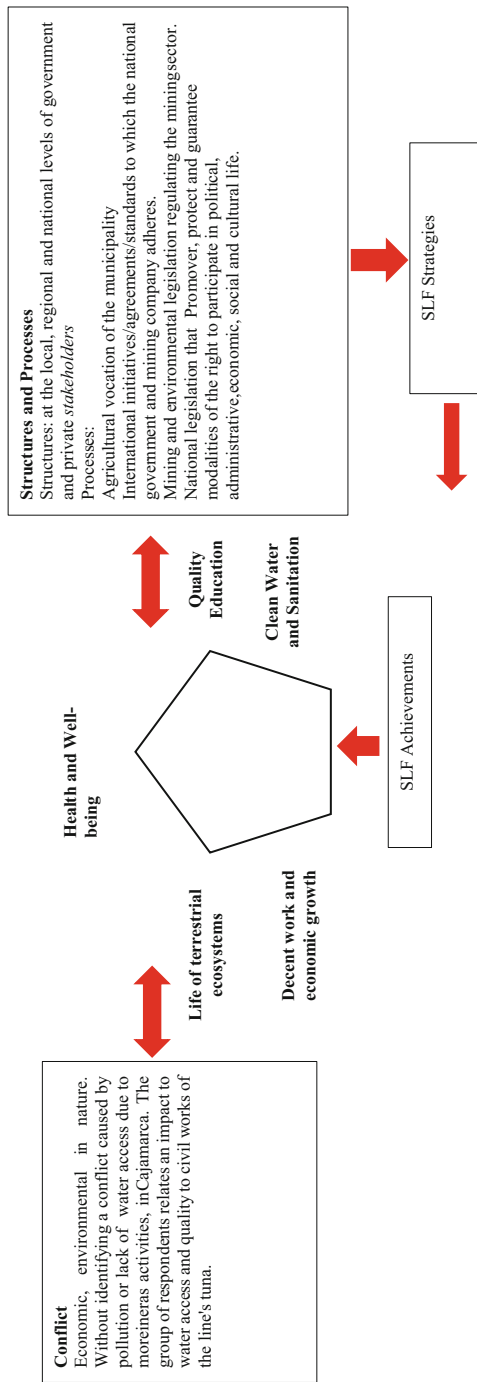 Conflict
Economic, environmental in nature.
Without identifying a conflict caused by
pollution or lack of water access due to
moreineras activities, inCajamarca. The
group of respondents relates an impact to
water access and quality to civil works of
the line's tuna.
Health and Well-
being
Life of terrestrial
ecosystems
Quality
Education
Decent work and
economic growth
Clean Water
and Sanitation
SLF Achievements
Structures and Processes
Structures: at the local, regional and national levels of government
and private stakeholders
Processes:
Agricultural vocation of the municipality
International initiatives/agreements/standards to which the national
government and mining company adheres.
Mining and environmental legislation regulating the miningsector.
National legislation that Promover, protect and guarantee
modalities of the right to participate in political,
administrative,economic, social and cultural life.
SLF Strategies